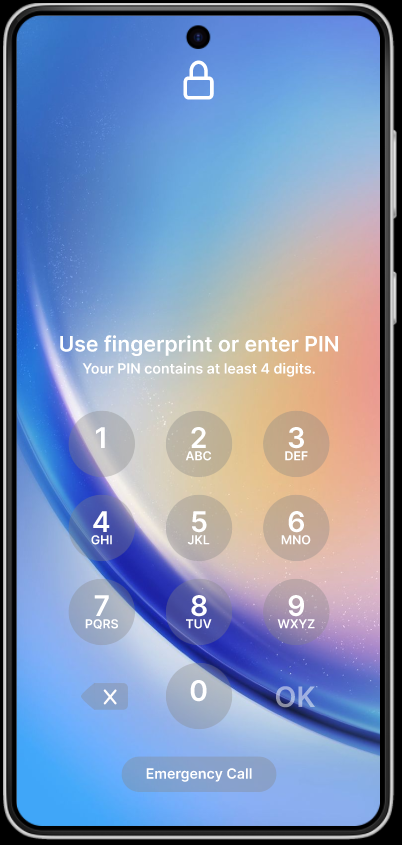 Use fingerprint or enter PIN
Your PIN contains at least 4 digits.
1 2 3
ABC DEF
4 5 6
GHI JKL MNO
7 8 9
PQRS TUV WXYZ
0 OK
Emergency Call